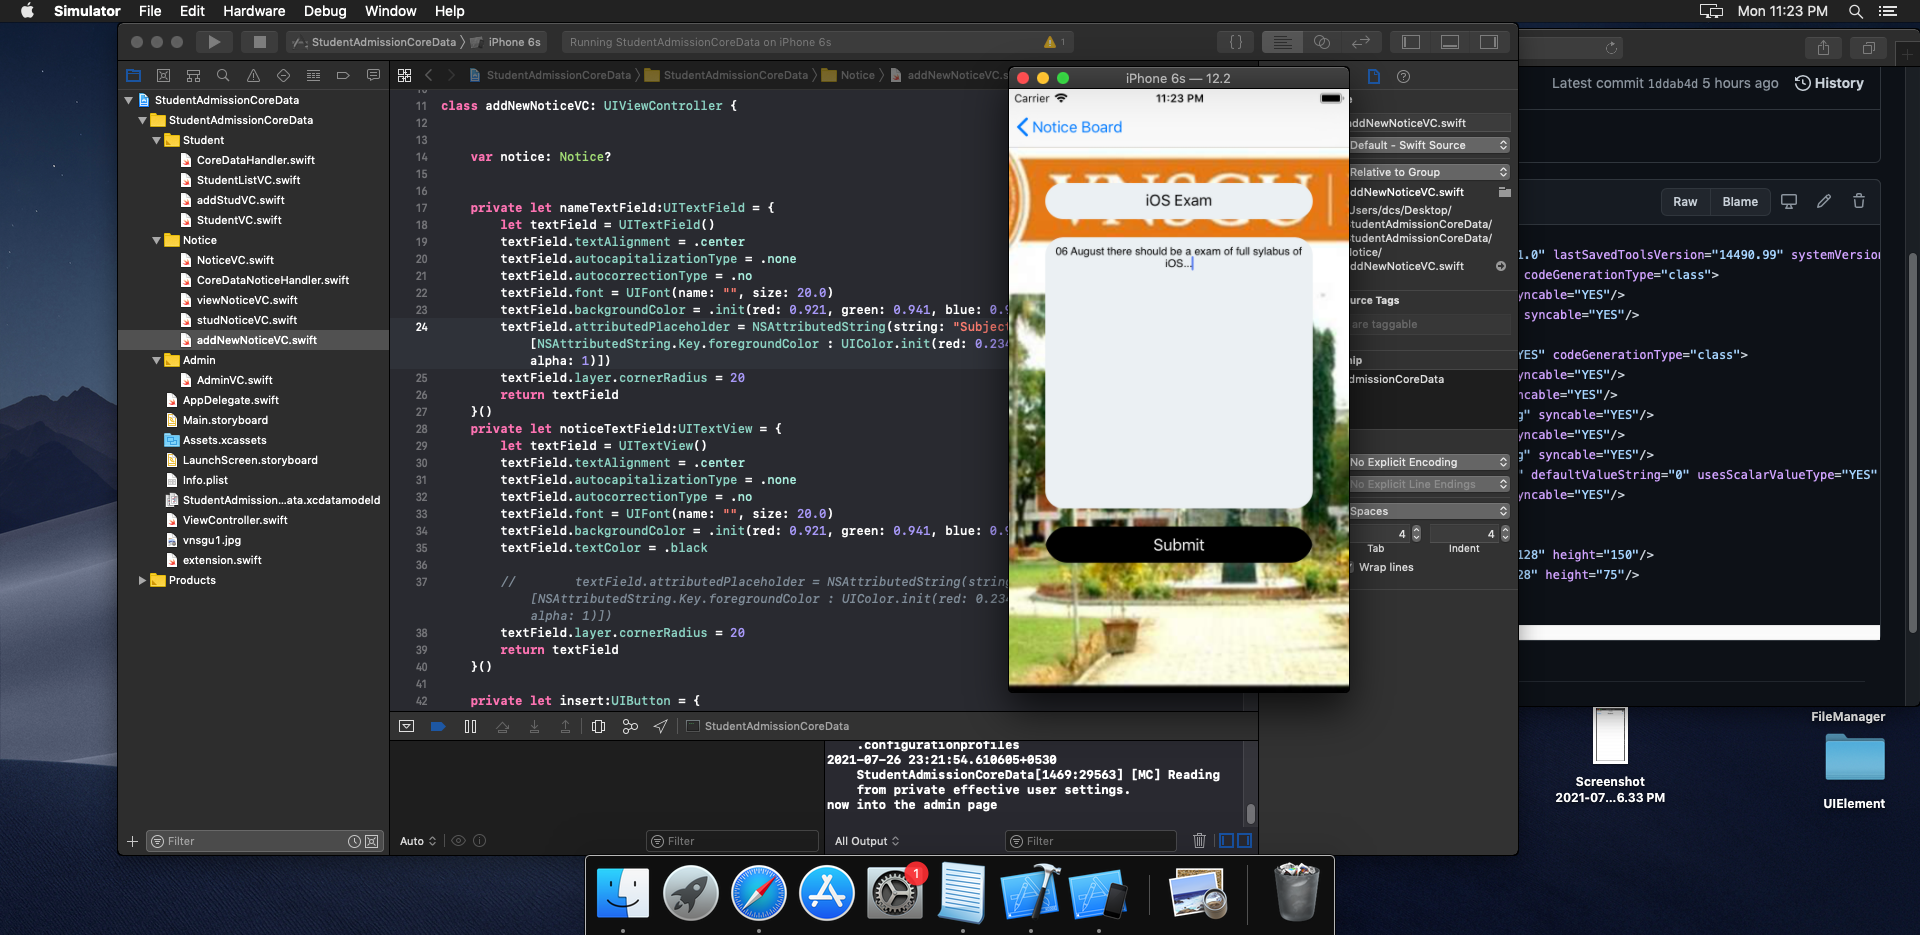 Simulator File Edit Hardware Debug Window Help
Mon 11:23 PM
StudentAdmissionCoreData iPhone 6s
Running StudentAdmissionCoreData on iPhone 6s
1
StudentAdmissionCoreData
StudentAdmissionCoreData
Student
CoreDataHandler.swift
StudentListVC.swift
addStudVC.swift
StudentVC.swift
Notice
NoticeVC.swift
CoreDataNoticeHandler.swift
viewNoticeVC.swift
studNoticeVC.swift
addNewNoticeVC.swift
Admin
AdminVC.swift
AppDelegate.swift
Main.storyboard
Assets.xcassets
LaunchScreen.storyboard
Info.plist
StudentAdmission...ata.xcdatamodeld
ViewController.swift
vnsgu1.jpg
extension.swift
Products
Filter
StudentAdmissionCoreData StudentAdmissionCoreData Notice addNewNoticeVC.s
11 class addNewNoticeVC: UIViewController {
12
13
14 var notice: Notice?
15
16
17 private let nameTextField:UITextField = {
18 let textField = UITextField()
19 textField.textAlignment = .center
20 textField.autocapitalizationType = .none
21 textField.autocorrectionType = .no
22 textField.font = UIFont(name: "", size: 20.0)
23 textField.backgroundColor = .init(red: 0.921, green: 0.941, blue: 0.9
24 textField.attributedPlaceholder = NSAttributedString(string: "Subject
[NSAttributedString.Key.foregroundColor : UIColor.init(red: 0.234
alpha: 1)])
25 textField.layer.cornerRadius = 20
26 return textField
27 }()
28 private let noticeTextField:UITextView = {
29 let textField = UITextView()
30 textField.textAlignment = .center
31 textField.autocapitalizationType = .none
32 textField.autocorrectionType = .no
33 textField.font = UIFont(name: "", size: 20.0)
34 textField.backgroundColor = .init(red: 0.921, green: 0.941, blue: 0.9
35 textField.textColor = .black
36
37 // textField.attributedPlaceholder = NSAttributedString(string
[NSAttributedString.Key.foregroundColor : UIColor.init(red: 0.234
alpha: 1)])
38 textField.layer.cornerRadius = 20
39 return textField
40 }()
41
42 private let insert:UIButton = {
StudentAdmissionCoreData
.configurationprofiles
2021-07-26 23:21:54.610605+0530
StudentAdmissionCoreData[1469:29563] [MC] Reading
from private effective user settings.
now into the admin page
Auto
Filter
All Output
Filter
iPhone 6s — 12.2
Carrier 11:23 PM
Notice Board
VNSGU
iOS Exam
06 August there should be a exam of full sylabus of
iOS...
Submit
addNewNoticeVC.swift
Default - Swift Source
Relative to Group
ddNewNoticeVC.swift
Users/dcs/Desktop/
tudentAdmissionCoreData/
tudentAdmissionCoreData/
Notice/
ddNewNoticeVC.swift
ource Tags
are taggable
hip
dmissionCoreData
No Explicit Encoding
No Explicit Line Endings
Spaces
4 4
Tab Indent
Wrap lines
Latest commit 1ddab4d 5 hours ago History
Raw Blame
1.0" lastSavedToolsVersion="14490.99" systemVersion
codeGenerationType="class">
yncable="YES"/>
syncable="YES"/>
YES" codeGenerationType="class">
yncable="YES"/>
ncable="YES"/>
g" syncable="YES"/>
yncable="YES"/>
g" syncable="YES"/>
" defaultValueString="0" usesScalarValueType="YES"
yncable="YES"/>
128" height="150"/>
28" height="75"/>
FileManager
Screenshot
2021-07...6.33 PM
UIElement
1